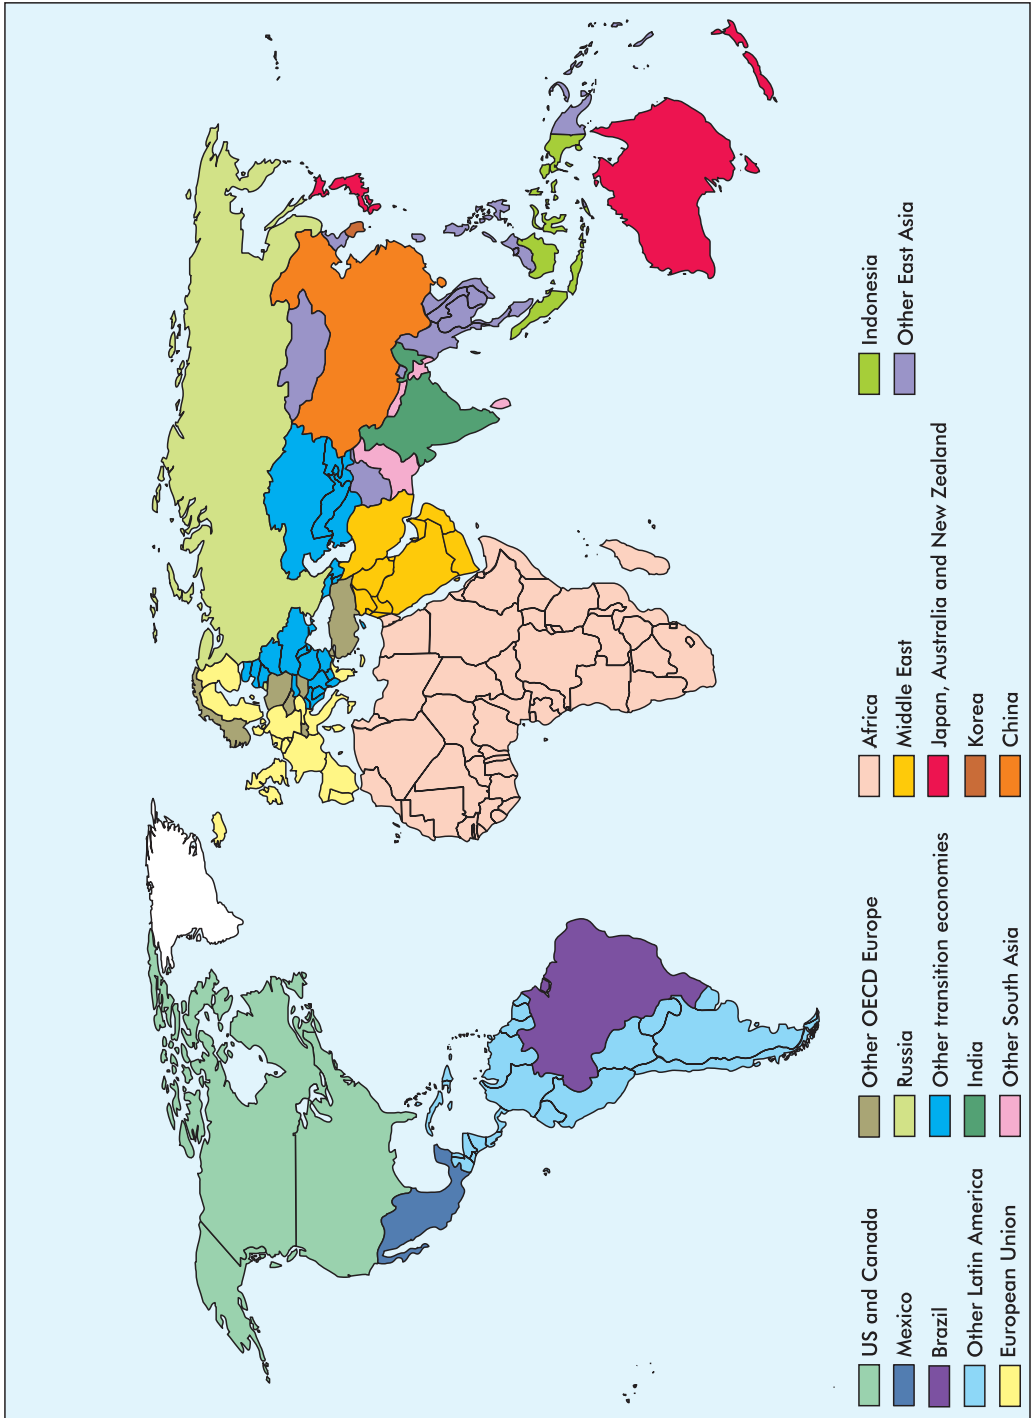 US and Canada
Mexico
Brazil
Other Latin America
European Union
Other OECD Europe
Russia
Other transition economies
India
Other South Asia
Africa
Middle East
Japan, Australia and New Zealand
Korea
China
Indonesia
Other East Asia